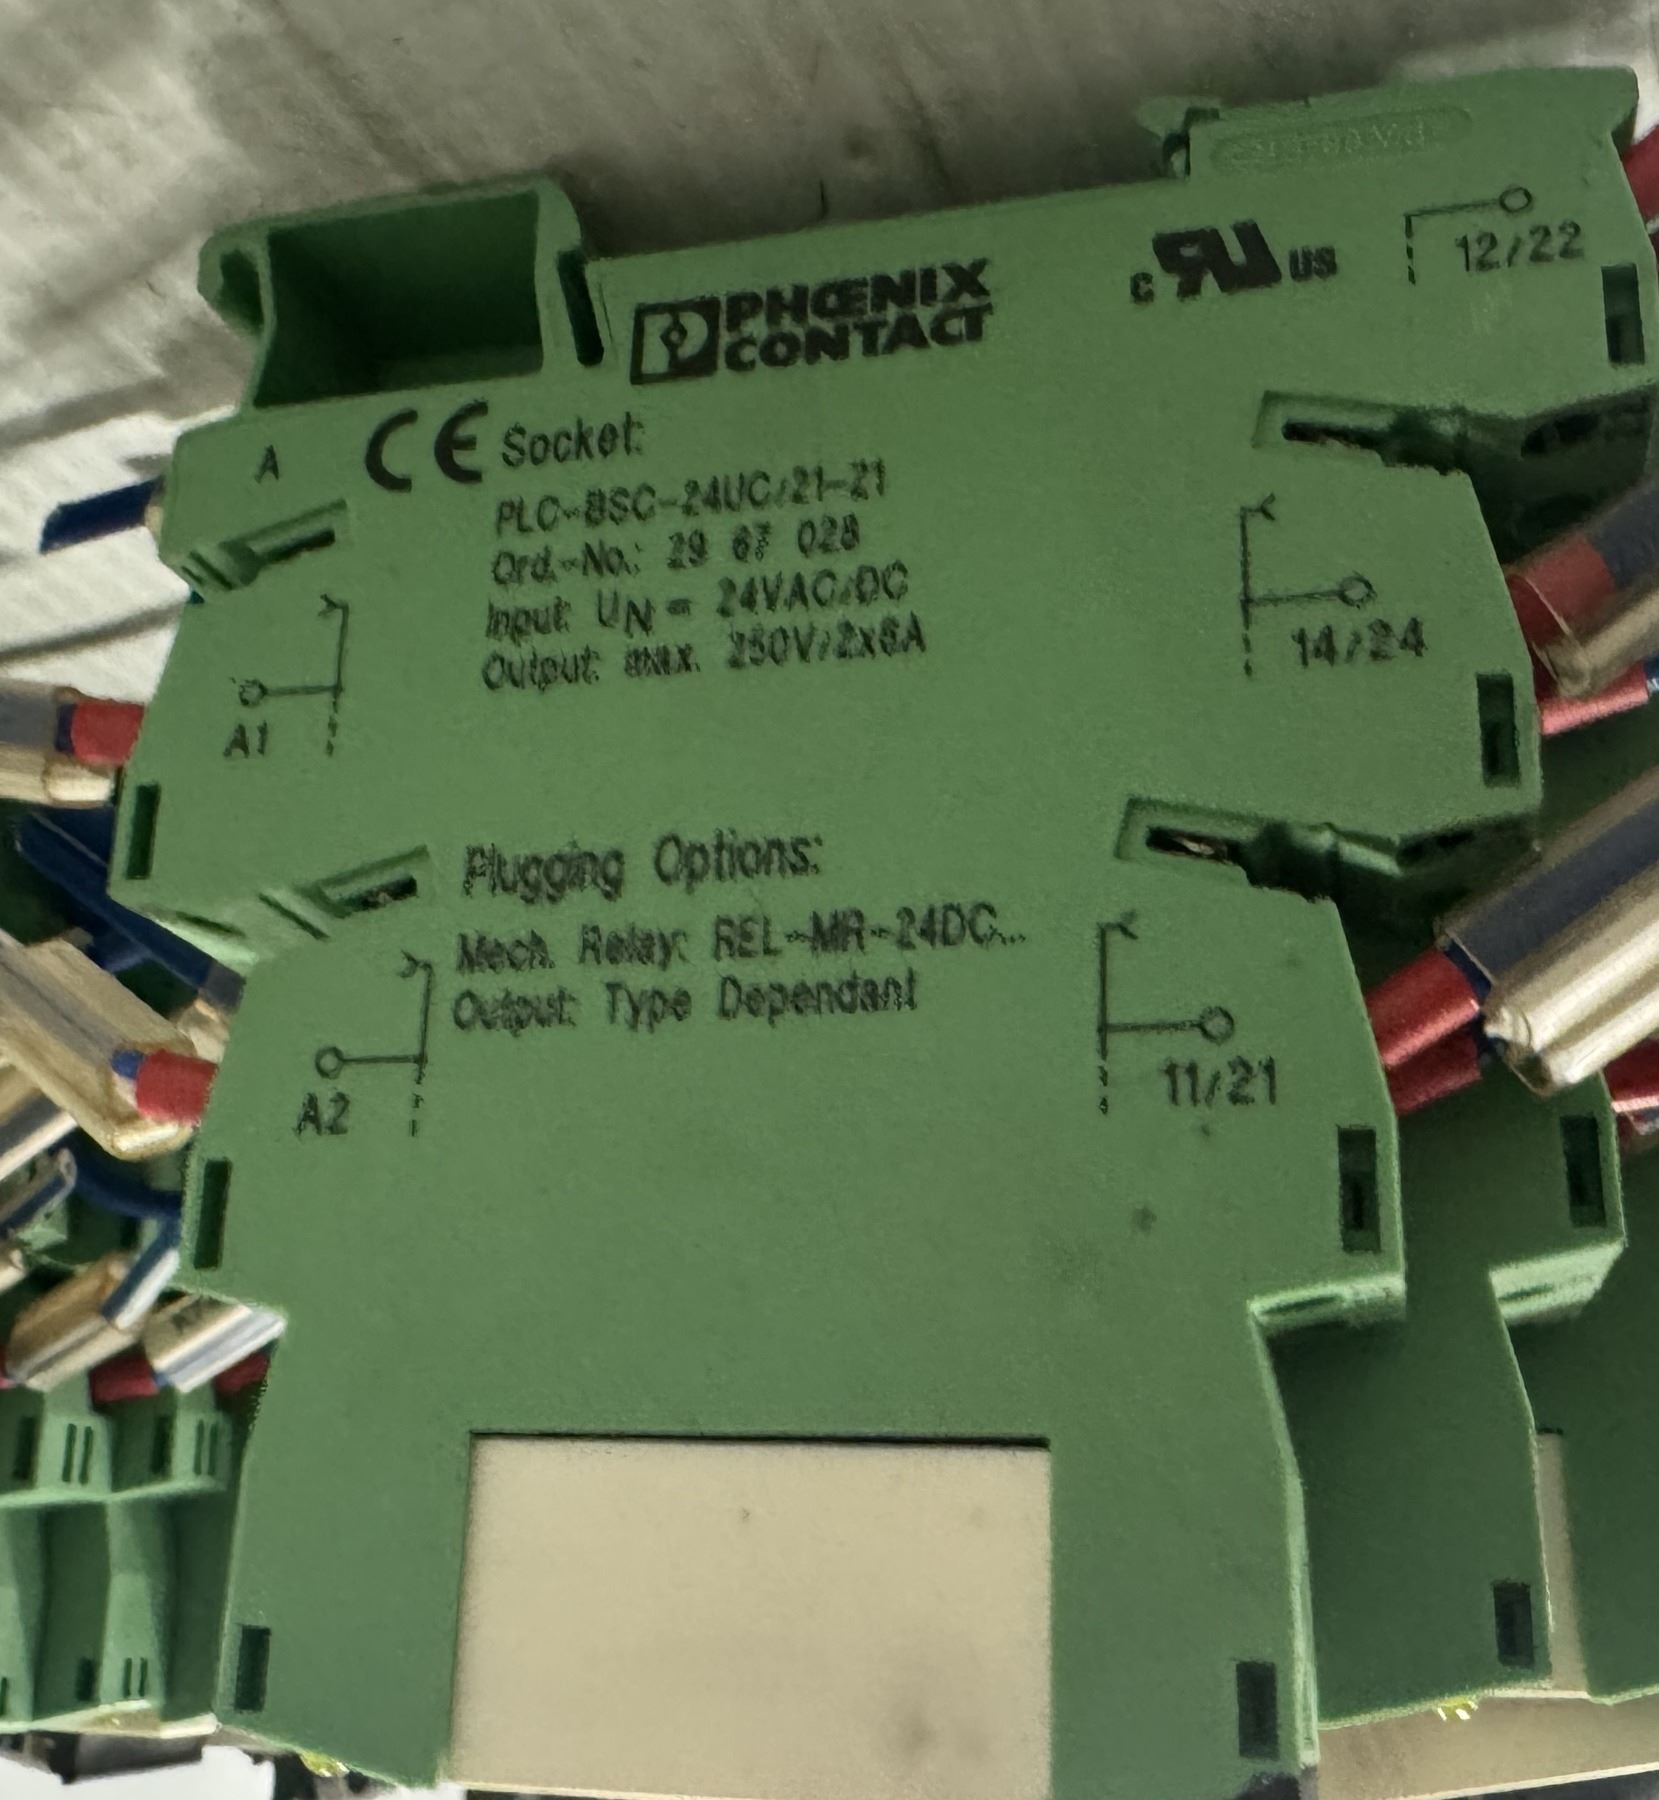 PHŒNIX
CONTACT
c RU US
12/22
A
CE Socket:
PLC-BSC-24UC/21-21
Ord.-No.: 29 67 028
Input: UN = 24VAC/DC
Output: max. 250V/2x6A
A1
14/24
Plugging Options:
Mech. Relay: REL-MR-24DC...
Output: Type Dependant
A2
11/21